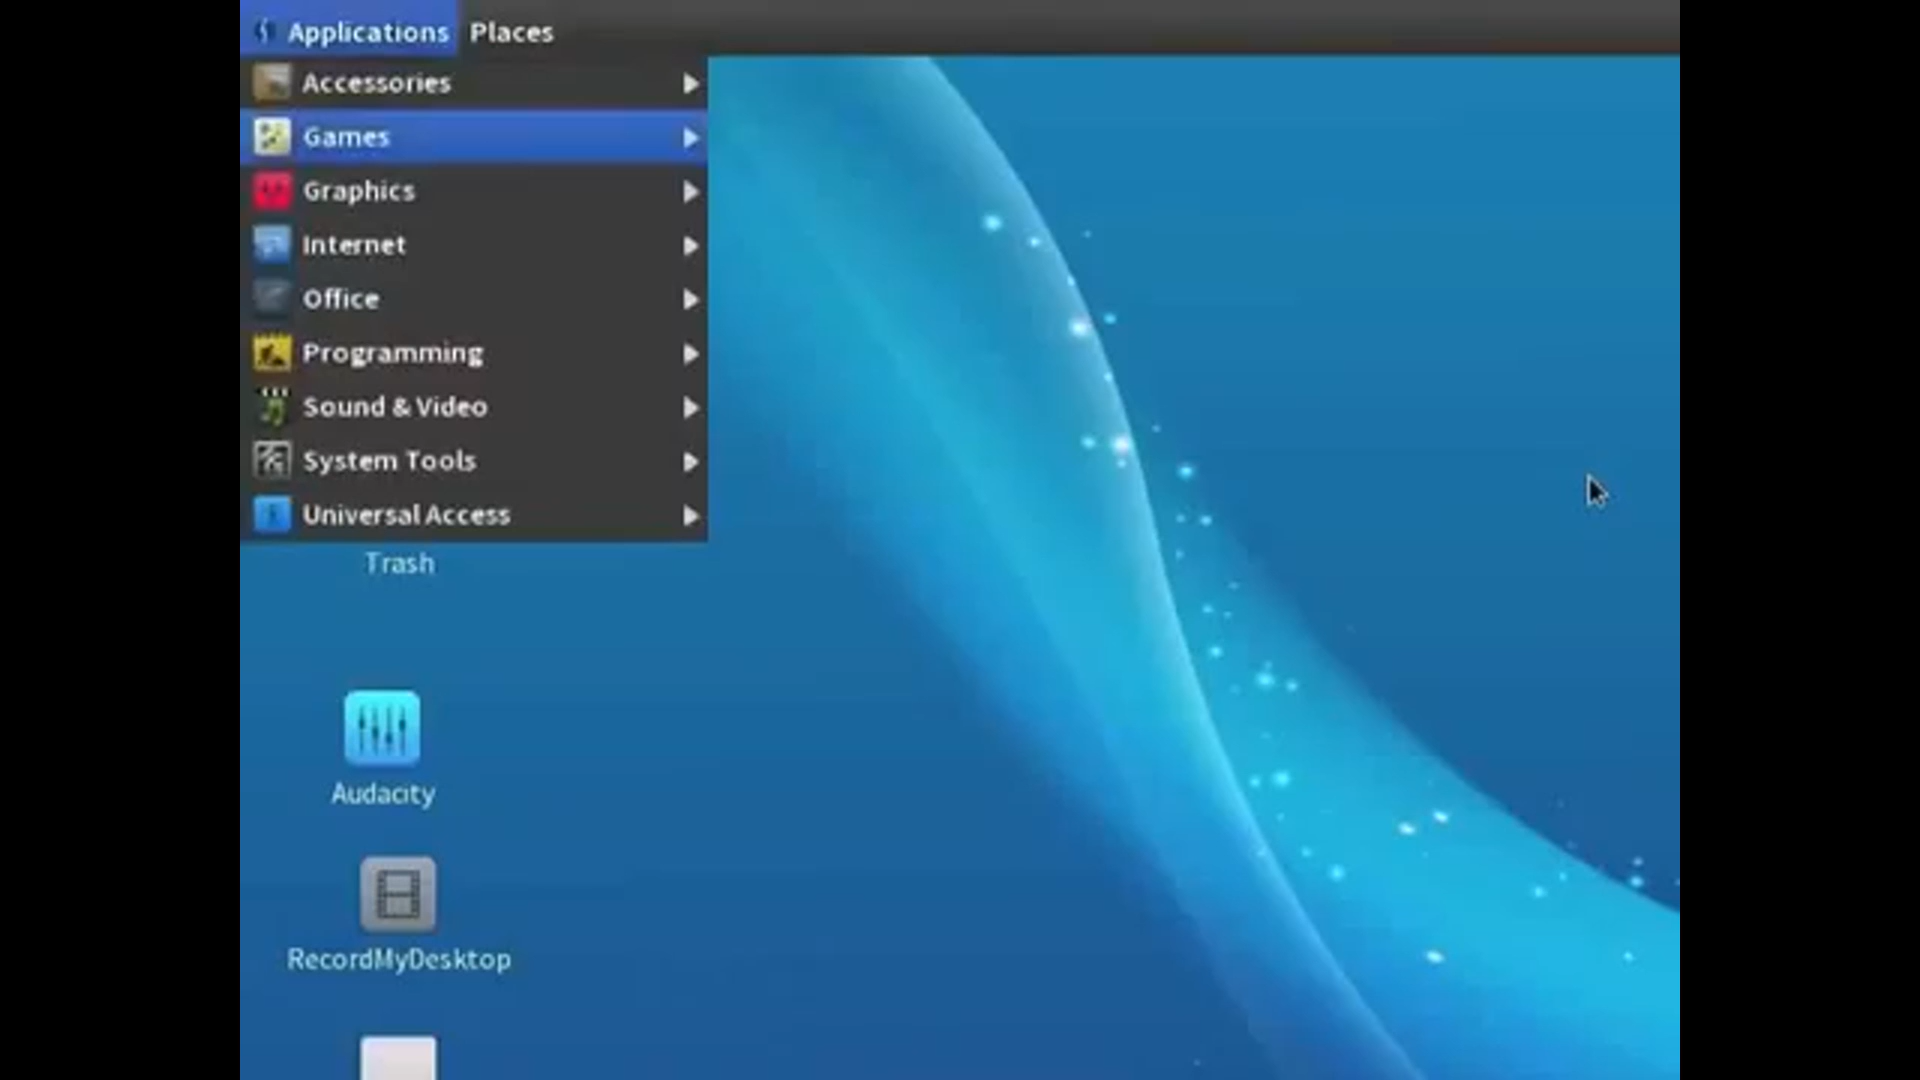 Applications Places
Accessories
Games
Graphics
Internet
Office
Programming
Sound & Video
System Tools
Universal Access
Trash
Audacity
RecordMyDesktop